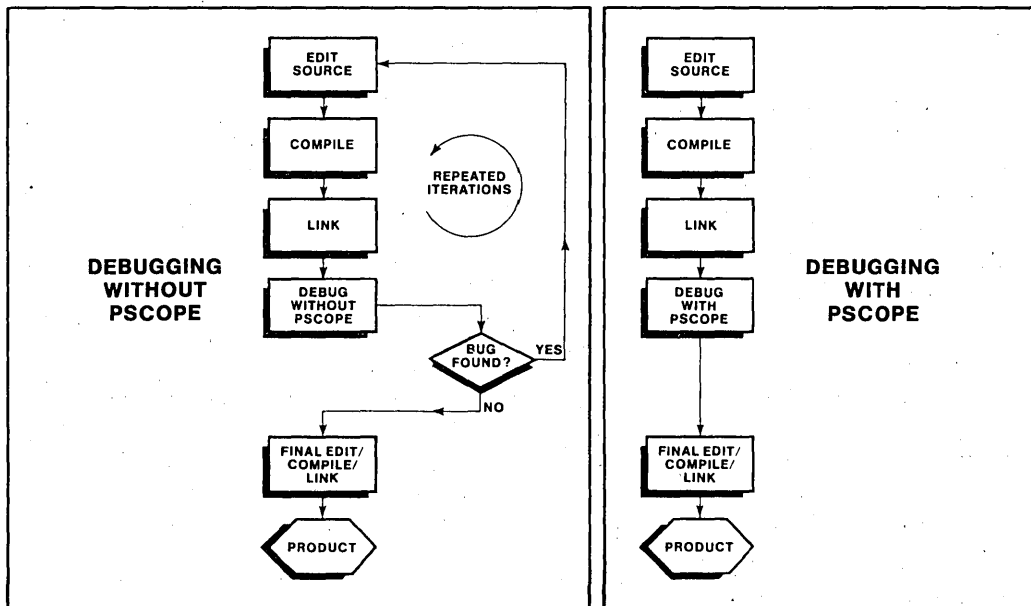 EDIT
SOURCE
COMPILE
REPEATED
ITERATIONS
LINK
DEBUGGING
WITHOUT
PSCOPE
DEBUG
WITHOUT
PSCOPE
BUG
FOUND?
YES
NO
FINAL EDIT/
COMPILE/
LINK
PRODUCT
EDIT
SOURCE
COMPILE
LINK
DEBUG
WITH
PSCOPE
DEBUGGING
WITH
PSCOPE
FINAL EDIT/
COMPILE/
LINK
PRODUCT